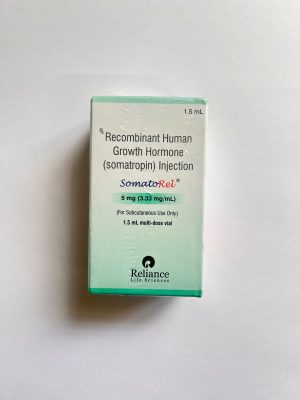 1.5 mL
Rx Recombinant Human
Growth Hormone
(somatropin) Injection
SomatoRel®
5 mg (3.33 mg/mL)
(For Subcutaneous Use Only)
1.5 mL multi-dose vial
Reliance
Life Sciences